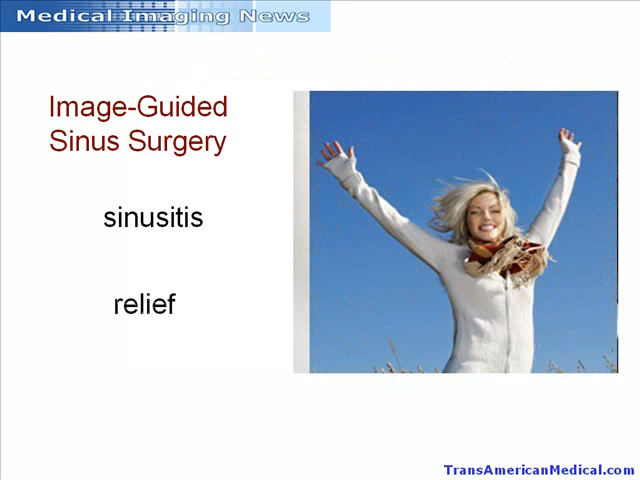 Medical Imaging News
Image-Guided
Sinus Surgery
sinusitis
relief
TransAmericanMedical.com